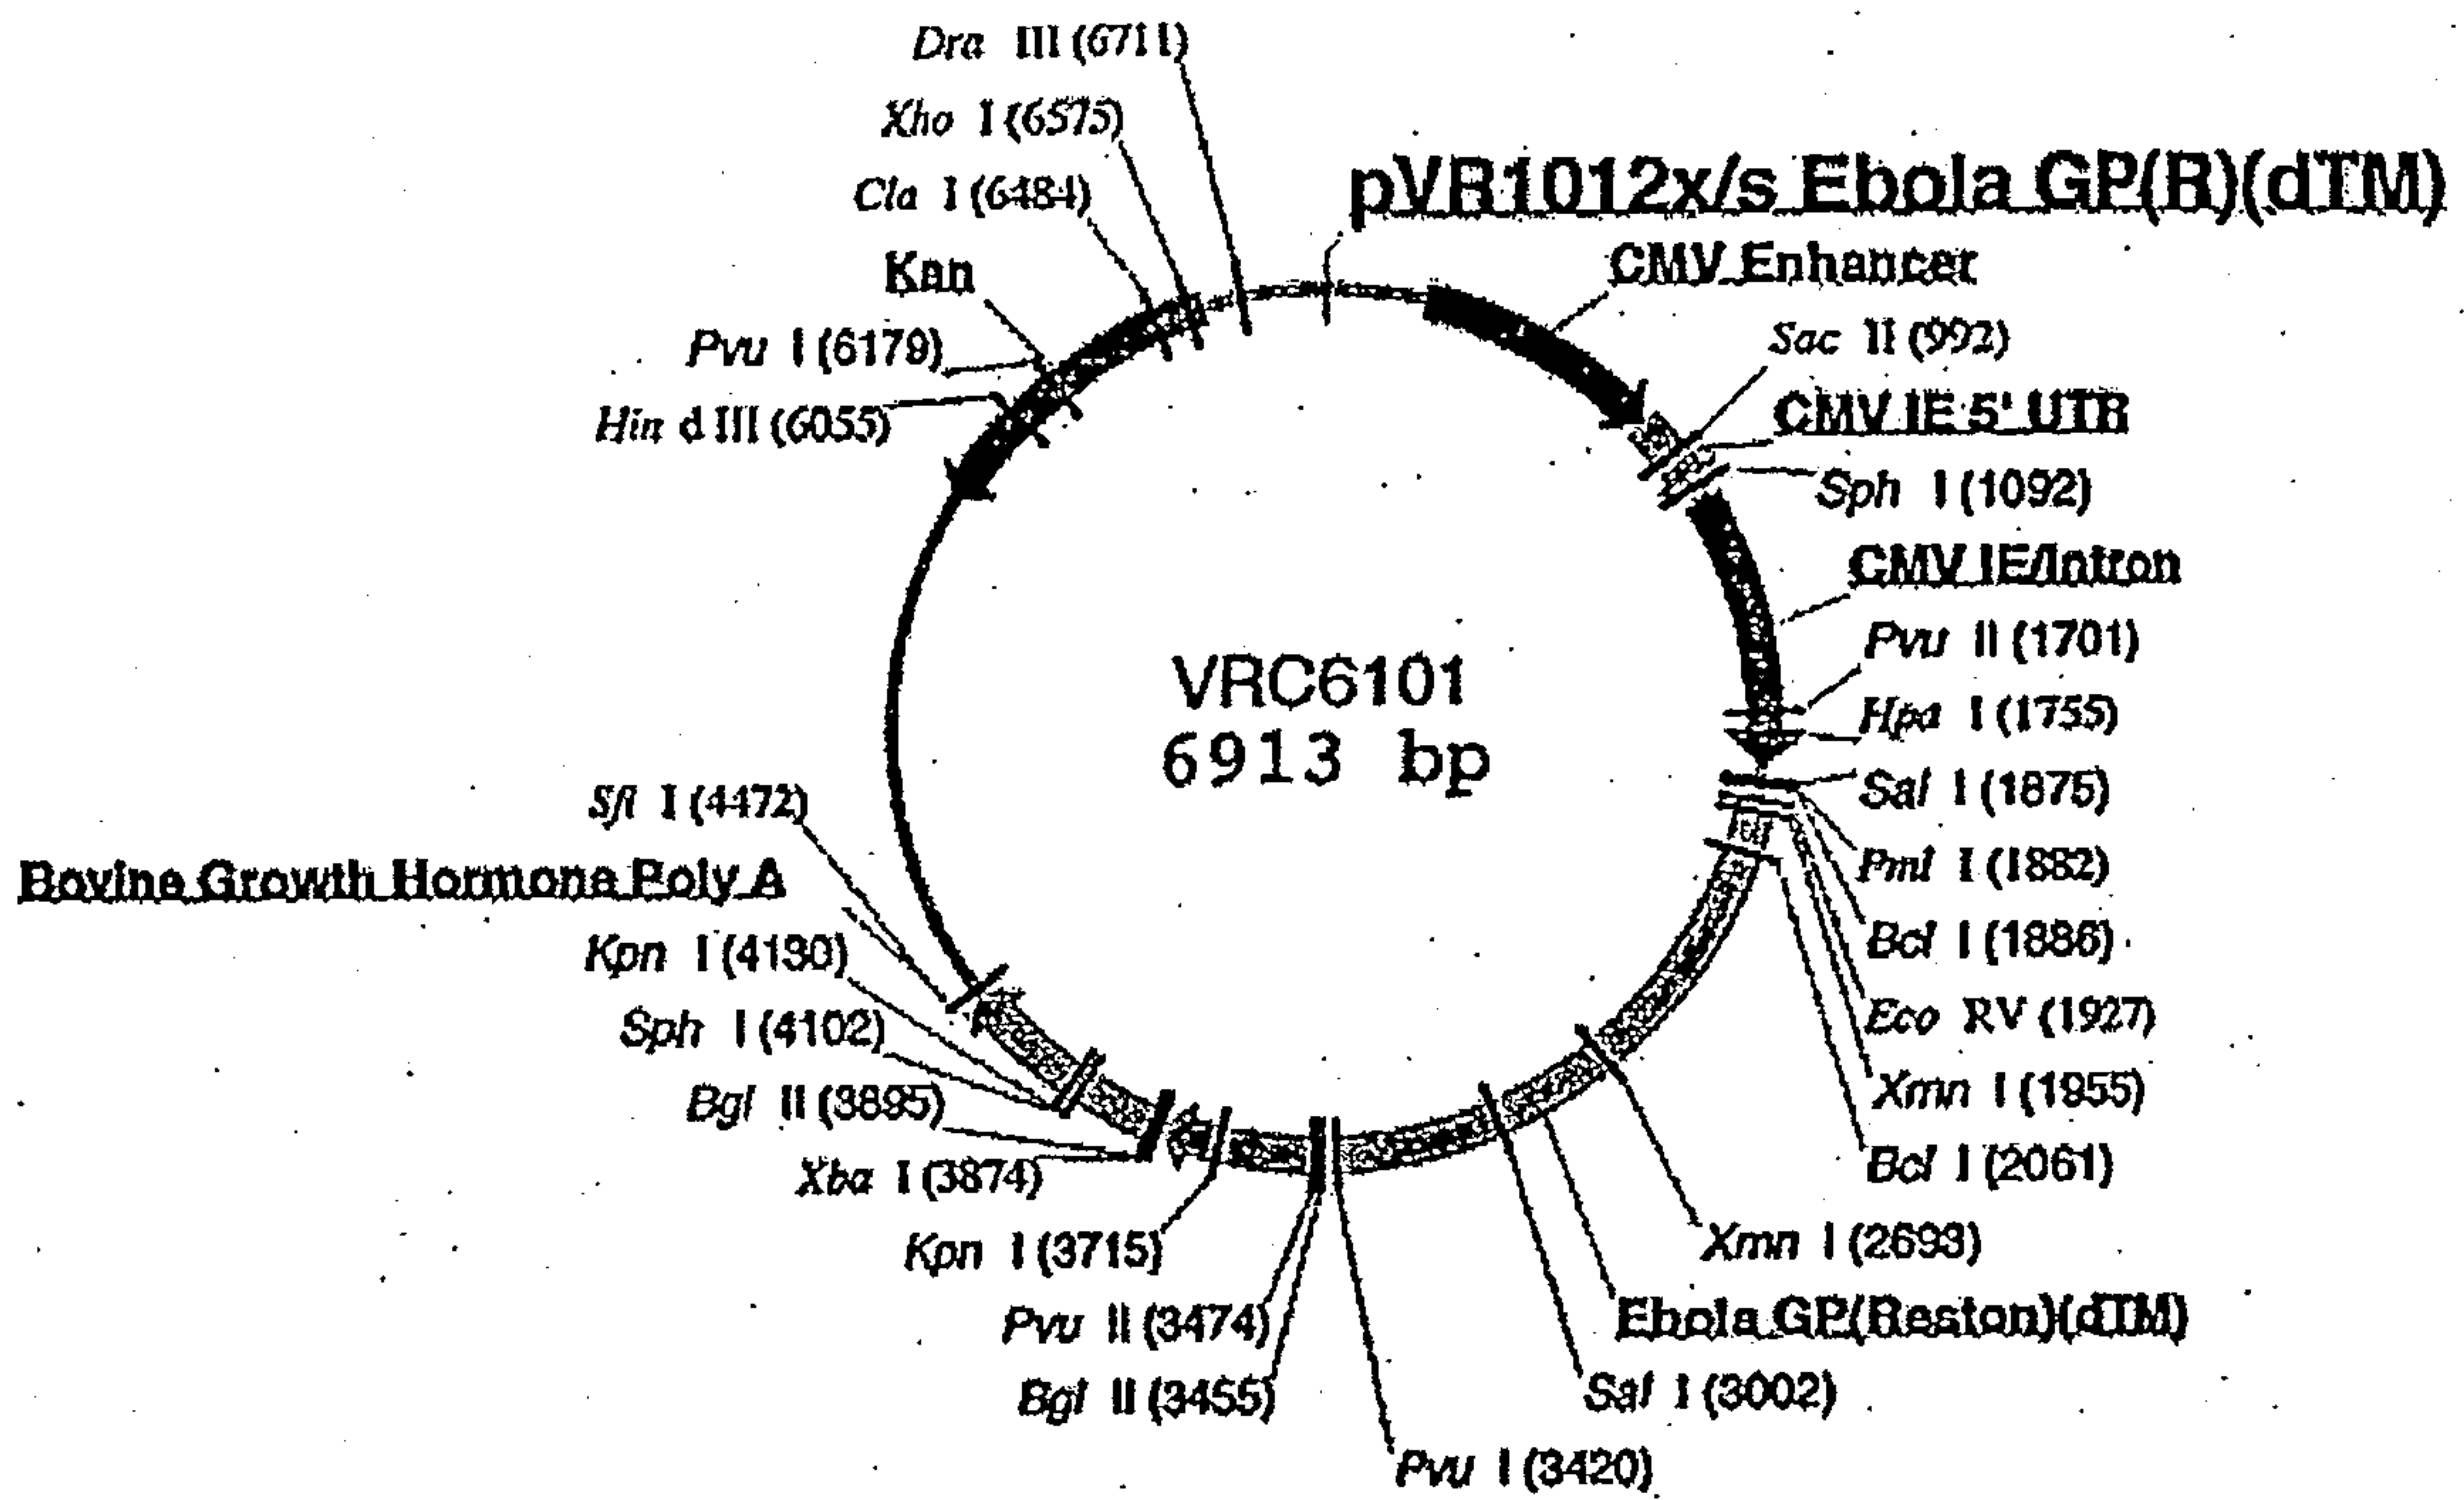 Dra III (6711)
Xho I (6575)
Cla I (6484)
Kan
Pvu I (6179)
Hin d III (6055)
pVR1012x/s Ebola GP(R)(dTM)
CMV Enhancer
Sac II (992)
CMV IE 5' UTR
Sph I (1092)
CMV IE/Intron
Pvu II (1701)
Hpa I (1755)
Sal I (1875)
Pml I (1882)
Bcl I (1886)
Eco RV (1927)
Xmn I (1955)
Bcl I (2061)
Xmn I (2693)
Ebola GP(Reston)(dTM)
Sal I (3002)
Pvu I (3420)
Bgl II (3455)
Pvu II (3474)
Kpn I (3715)
Xba I (3874)
Bgl II (3895)
Sph I (4102)
Kpn I (4130)
Bovine Growth Hormone Poly A
Sfi I (4472)
VRC6101
6913 bp